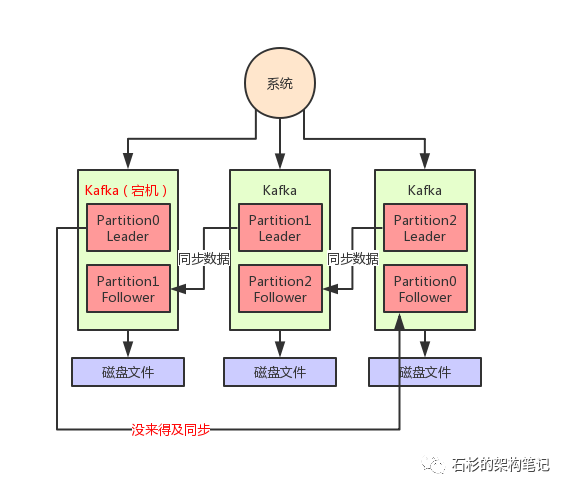 系统
Kafka（宕机）
Kafka
Kafka
Partition0
Leader
Partition1
Leader
Partition2
Leader
同步数据
同步数据
Partition1
Follower
Partition2
Follower
Partition0
Follower
磁盘文件
磁盘文件
磁盘文件
没来得及同步
石杉的架构笔记